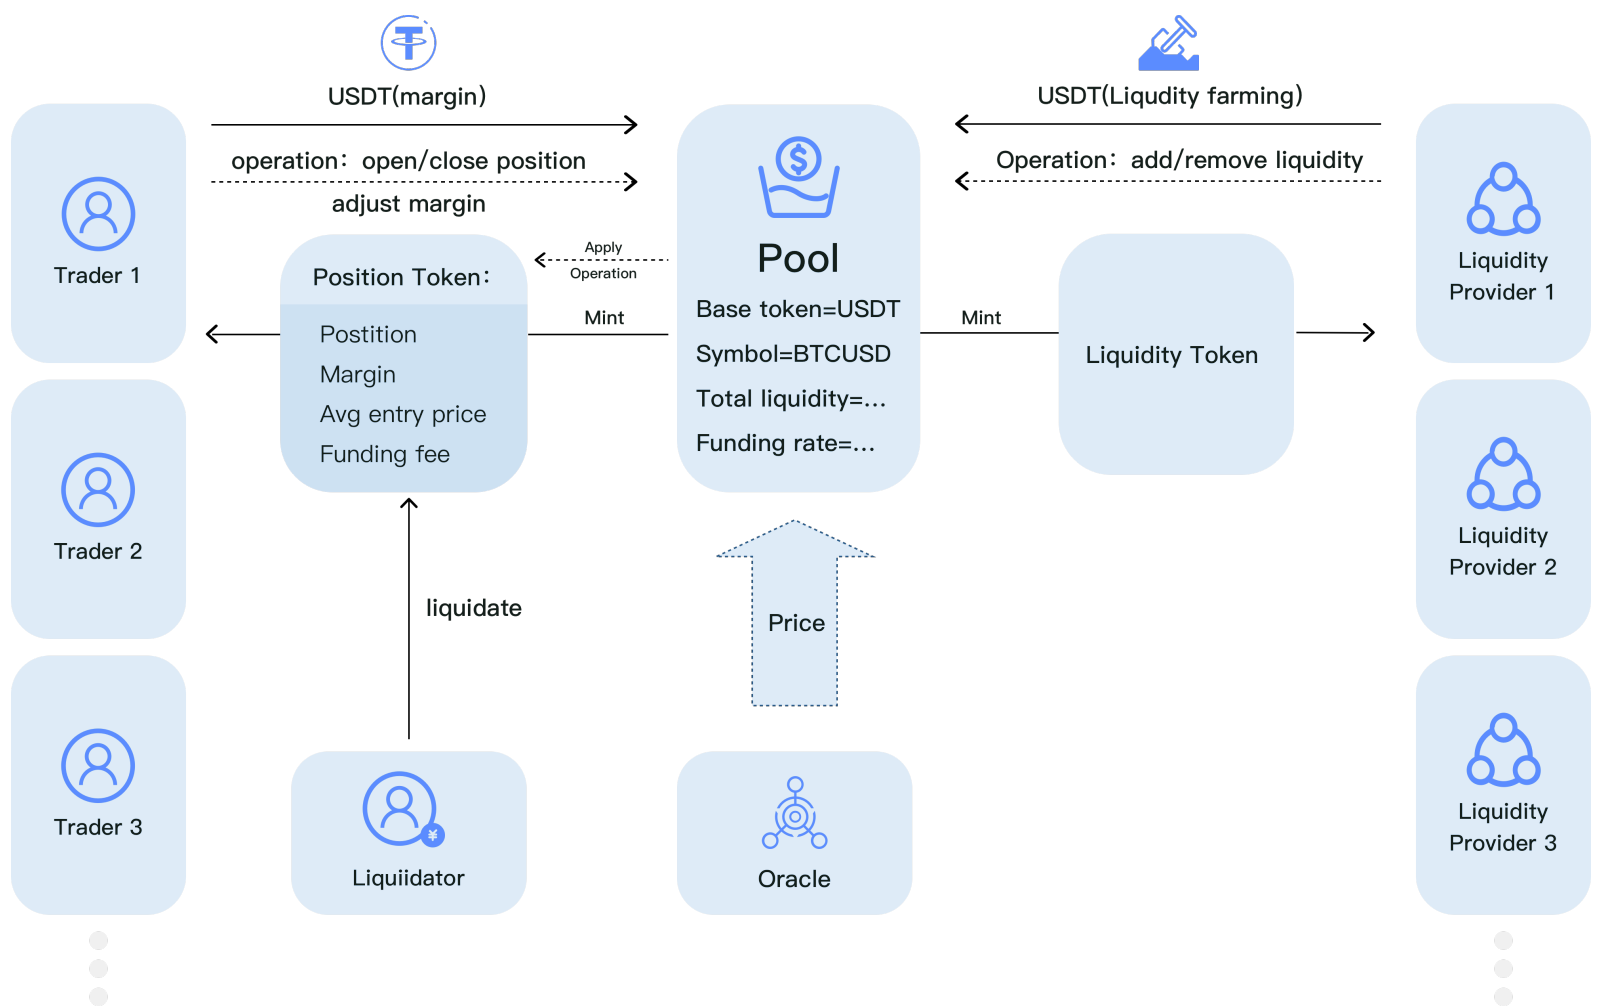 USDT(margin)
operation: open/close position
adjust margin
USDT(Liqudity farming)
Operation: add/remove liquidity
Trader 1
Trader 2
Trader 3
Position Token:
Postition
Margin
Avg entry price
Funding fee
Apply
Operation
Mint
Pool
Base token=USDT
Symbol=BTCUSD
Total liquidity=...
Funding rate=...
Mint
Liquidity Token
Liquidity
Provider 1
Liquidity
Provider 2
Liquidity
Provider 3
liquidate
Price
Liquiidator
¥
Oracle
$